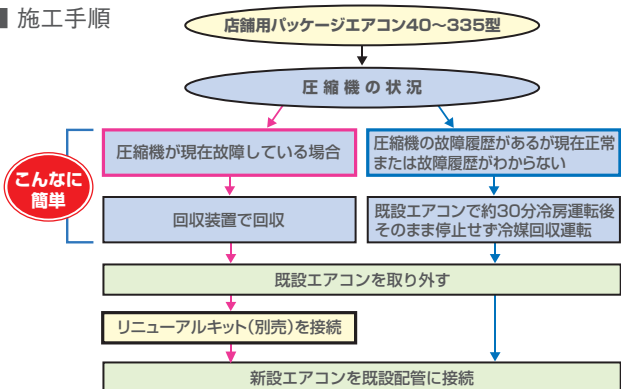 ■ 施工手順
店舗用パッケージエアコン40〜335型
圧縮機の状況
こんなに
簡単
圧縮機が現在故障している場合
圧縮機の故障履歴があるが現在正常
または故障履歴がわからない
回収装置で回収
既設エアコンで約30分冷房運転後
そのまま停止せず冷媒回収運転
既設エアコンを取り外す
リニューアルキット(別売)を接続
新設エアコンを既設配管に接続